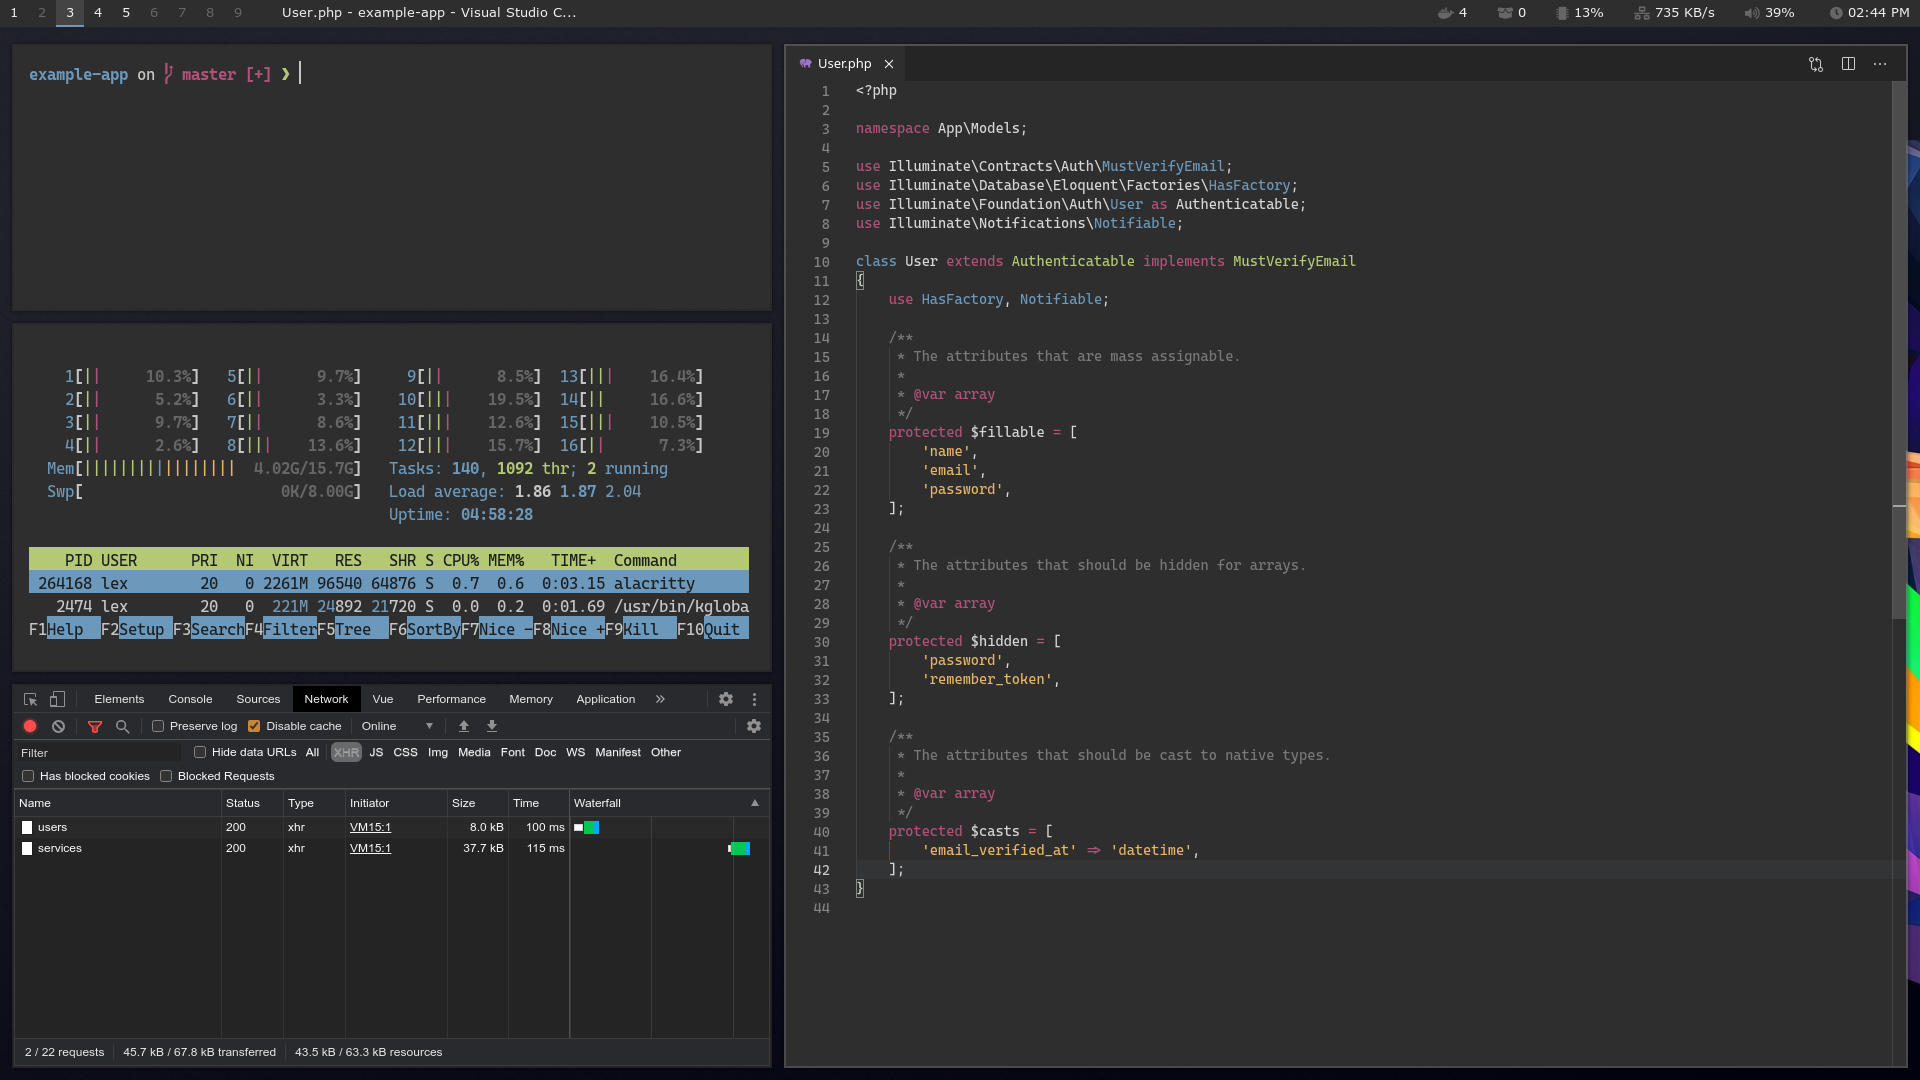 1 2 3 4 5 6 7 8 9 User.php - example-app - Visual Studio C... 4 0 13% 735 KB/s 39% 02:44 PM
example-app on master [+] ❯
1[|| 10.3%] 5[|| 9.7%] 9[|| 8.5%] 13[||| 16.4%]
2[|| 5.2%] 6[|| 3.3%] 10[||| 19.5%] 14[|| 16.6%]
3[|| 9.7%] 7[|| 8.6%] 11[||| 12.6%] 15[||| 10.5%]
4[|| 2.6%] 8[||| 13.6%] 12[||| 15.7%] 16[|| 7.3%]
Mem[||||||||||||||||| 4.02G/15.7G] Tasks: 140, 1092 thr; 2 running
Swp[ 0K/8.00G] Load average: 1.86 1.87 2.04
Uptime: 04:58:28
PID USER PRI NI VIRT RES SHR S CPU% MEM% TIME+ Command
264168 lex 20 0 2261M 96540 64876 S 0.7 0.6 0:03.15 alacritty
2474 lex 20 0 221M 24892 21720 S 0.0 0.2 0:01.69 /usr/bin/kgloba
F1Help F2Setup F3SearchF4FilterF5Tree F6SortByF7Nice -F8Nice +F9Kill F10Quit
Elements Console Sources Network Vue Performance Memory Application »
Preserve log Disable cache Online
Filter Hide data URLs All XHR JS CSS Img Media Font Doc WS Manifest Other
Has blocked cookies Blocked Requests
Name Status Type Initiator Size Time Waterfall
users 200 xhr VM15:1 8.0 kB 100 ms
services 200 xhr VM15:1 37.7 kB 115 ms
2 / 22 requests 45.7 kB / 67.8 kB transferred 43.5 kB / 63.3 kB resources
User.php
1 <?php
2
3 namespace App\Models;
4
5 use Illuminate\Contracts\Auth\MustVerifyEmail;
6 use Illuminate\Database\Eloquent\Factories\HasFactory;
7 use Illuminate\Foundation\Auth\User as Authenticatable;
8 use Illuminate\Notifications\Notifiable;
9
10 class User extends Authenticatable implements MustVerifyEmail
11 {
12 use HasFactory, Notifiable;
13
14 /**
15 * The attributes that are mass assignable.
16 *
17 * @var array
18 */
19 protected $fillable = [
20 'name',
21 'email',
22 'password',
23 ];
24
25 /**
26 * The attributes that should be hidden for arrays.
27 *
28 * @var array
29 */
30 protected $hidden = [
31 'password',
32 'remember_token',
33 ];
34
35 /**
36 * The attributes that should be cast to native types.
37 *
38 * @var array
39 */
40 protected $casts = [
41 'email_verified_at' => 'datetime',
42 ];
43 }
44